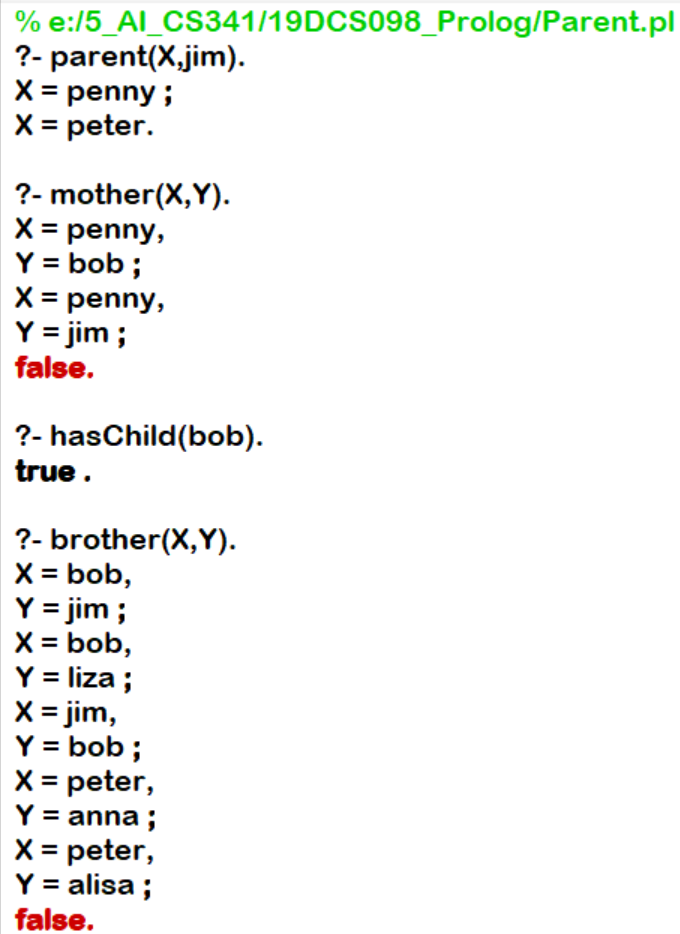 % e:/5_AI_CS341/19DCS098_Prolog/Parent.pl
?- parent(X,jim).
X = penny ;
X = peter.
?- mother(X,Y).
X = penny,
Y = bob ;
X = penny,
Y = jim ;
false.
?- hasChild(bob).
true .
?- brother(X,Y).
X = bob,
Y = jim ;
X = bob,
Y = liza ;
X = jim,
Y = bob ;
X = peter,
Y = anna ;
X = peter,
Y = alisa ;
false.